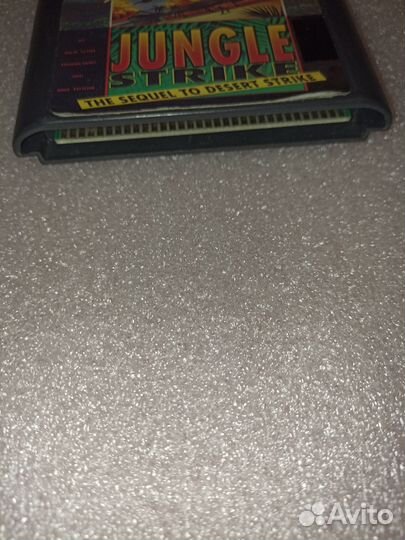 JUNGLE
STRIKE
THE SEQUEL TO DESERT STRIKE
Avito